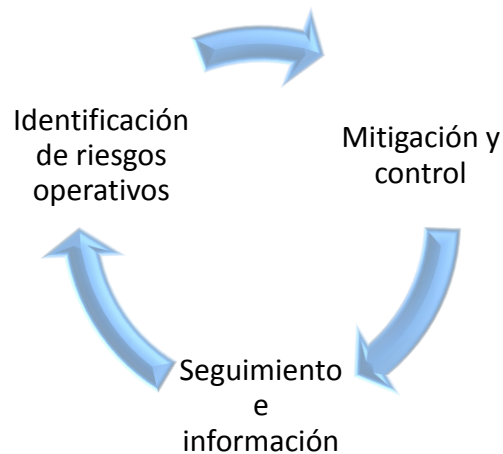 Identificación
de riesgos
operativos
Mitigación y
control
Seguimiento
e
información